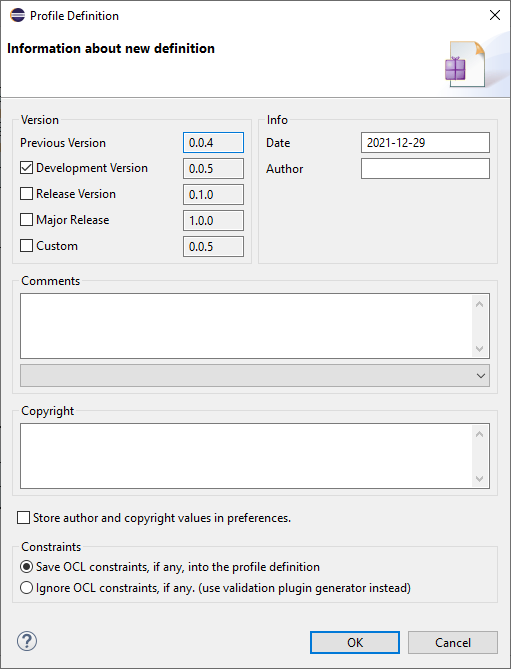 Profile Definition
Information about new definition
Version
Previous Version 0.0.4
Development Version 0.0.5
Release Version 0.1.0
Major Release 1.0.0
Custom 0.0.5
Info
Date 2021-12-29
Author
Comments
Copyright
Store author and copyright values in preferences.
Constraints
Save OCL constraints, if any, into the profile definition
Ignore OCL constraints, if any. (use validation plugin generator instead)
?
OK Cancel